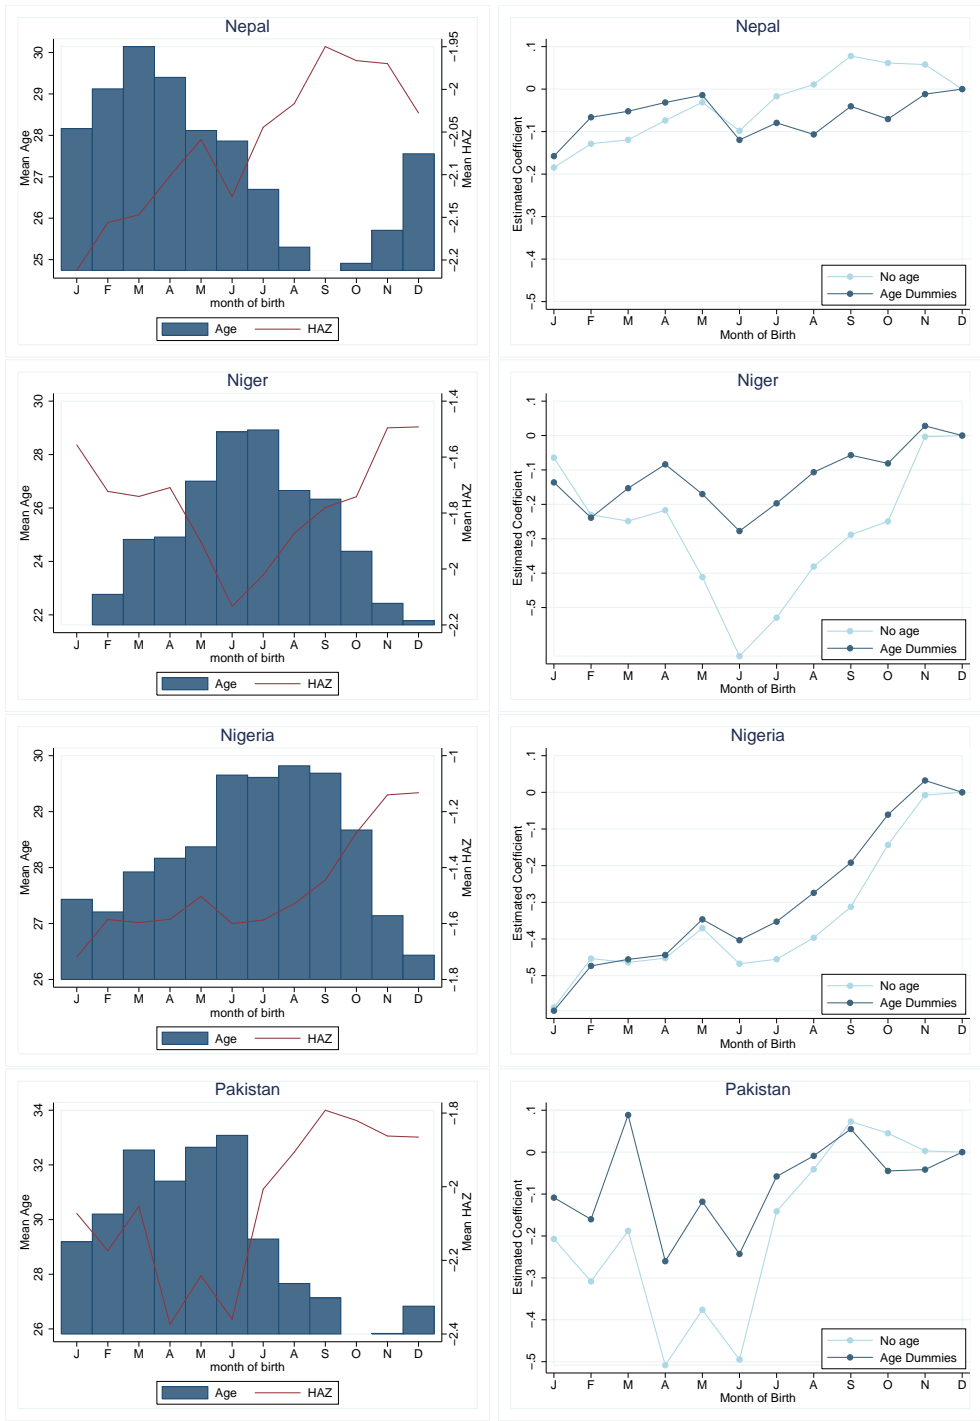 Nepal
Mean Age
30
29
28
27
26
25
Mean HAZ
-1.95
-2
-2.05
-2.1
-2.15
-2.2
J F M A M J J A S O N D
month of birth
Age HAZ
Nepal
Estimated Coefficient
.1
0
-.1
-.2
-.3
-.4
-.5
J F M A M J J A S O N D
Month of Birth
No age
Age Dummies
Niger
Mean Age
30
28
26
24
22
Mean HAZ
-1.4
-1.6
-1.8
-2
-2.2
J F M A M J J A S O N D
month of birth
Age HAZ
Niger
Estimated Coefficient
.1
0
-.1
-.2
-.3
-.4
-.5
J F M A M J J A S O N D
Month of Birth
No age
Age Dummies
Nigeria
Mean Age
30
29
28
27
26
Mean HAZ
-1
-1.2
-1.4
-1.6
-1.8
J F M A M J J A S O N D
month of birth
Age HAZ
Nigeria
Estimated Coefficient
.1
0
-.1
-.2
-.3
-.4
-.5
J F M A M J J A S O N D
Month of Birth
No age
Age Dummies
Pakistan
Mean Age
34
32
30
28
26
Mean HAZ
-1.8
-2
-2.2
-2.4
J F M A M J J A S O N D
month of birth
Age HAZ
Pakistan
Estimated Coefficient
.1
0
-.1
-.2
-.3
-.4
-.5
J F M A M J J A S O N D
Month of Birth
No age
Age Dummies